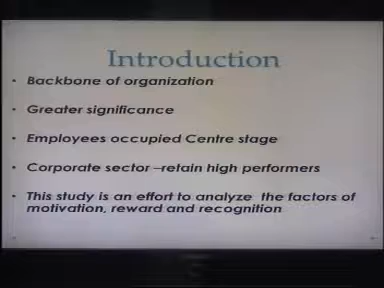 Introduction
• Backbone of organization
• Greater significance
• Employees occupied Centre stage
• Corporate sector –retain high performers
• This study is an effort to analyze the factors of
motivation, reward and recognition